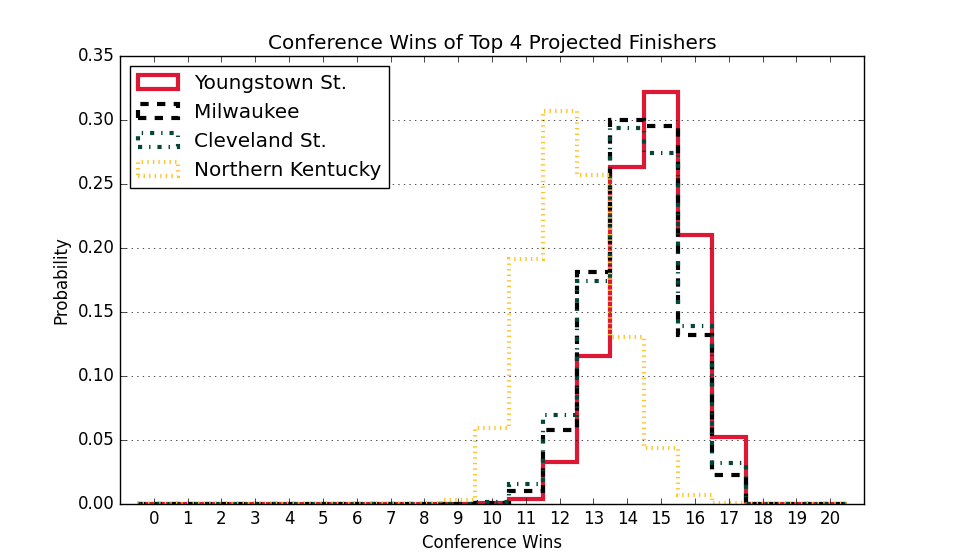 Conference Wins of Top 4 Projected Finishers
0.35
0.30
0.25
0.20
0.15
0.10
0.05
0.00
Probability
Youngstown St.
Milwaukee
Cleveland St.
Northern Kentucky
0 1 2 3 4 5 6 7 8 9 10 11 12 13 14 15 16 17 18 19 20
Conference Wins